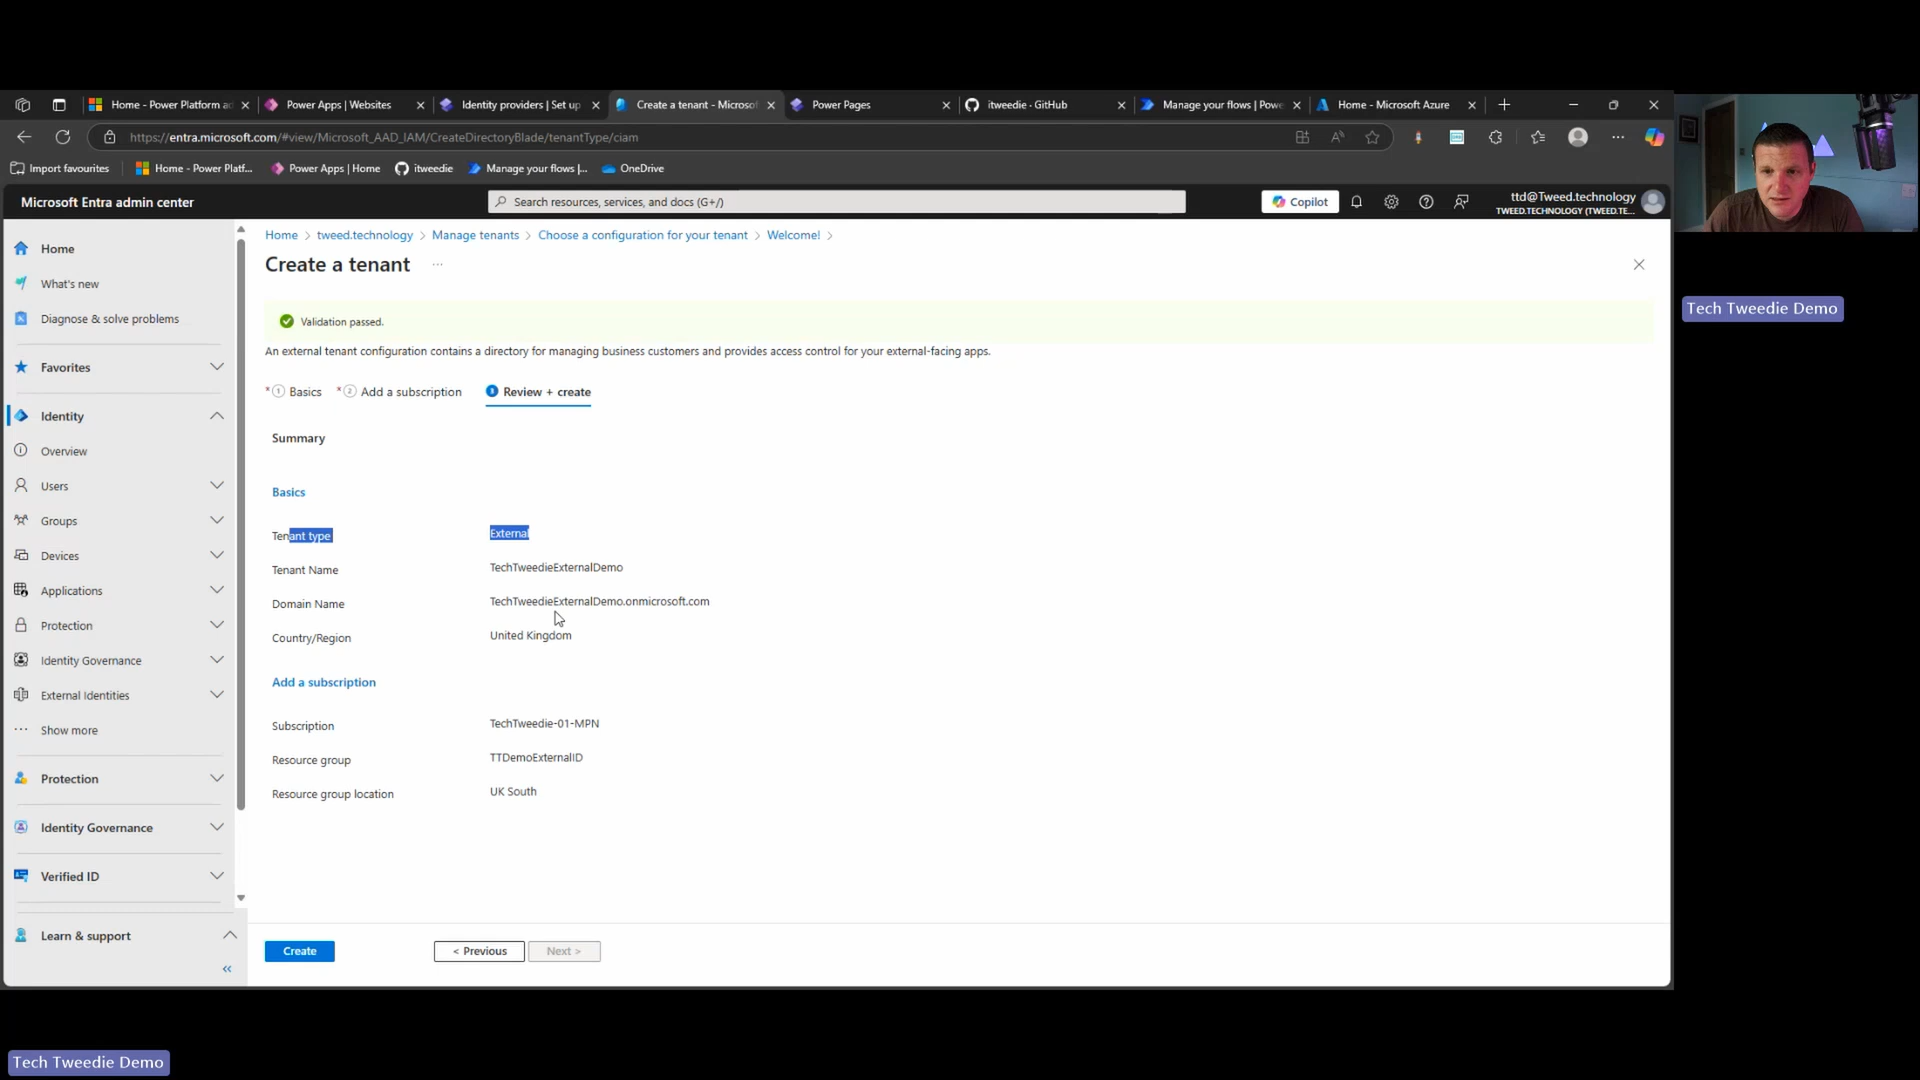 Home - Power Platform ad
Power Apps | Websites
Identity providers | Set up
Create a tenant - Microsof
Power Pages
itweedie · GitHub
Manage your flows | Powe
Home - Microsoft Azure
https://entra.microsoft.com/#view/Microsoft_AAD_IAM/CreateDirectoryBlade/tenantType/ciam
Import favourites
Home - Power Platf...
Power Apps | Home
itweedie
Manage your flows |...
OneDrive
Microsoft Entra admin center
Search resources, services, and docs (G+/)
Copilot
ttd@Tweed.technology
TWEED.TECHNOLOGY (TWEED.TE...
Home
What's new
Diagnose & solve problems
Favorites
Identity
Overview
Users
Groups
Devices
Applications
Protection
Identity Governance
External Identities
Show more
Protection
Identity Governance
Verified ID
Learn & support
Home > tweed.technology > Manage tenants > Choose a configuration for your tenant > Welcome! >
Create a tenant ...
Validation passed.
An external tenant configuration contains a directory for managing business customers and provides access control for your external-facing apps.
* 1 Basics * 2 Add a subscription 3 Review + create
Summary
Basics
Tenant type External
Tenant Name TechTweedieExternalDemo
Domain Name TechTweedieExternalDemo.onmicrosoft.com
Country/Region United Kingdom
Add a subscription
Subscription TechTweedie-01-MPN
Resource group TTDemoExternalID
Resource group location UK South
Create
< Previous
Next >
Tech Tweedie Demo
Tech Tweedie Demo